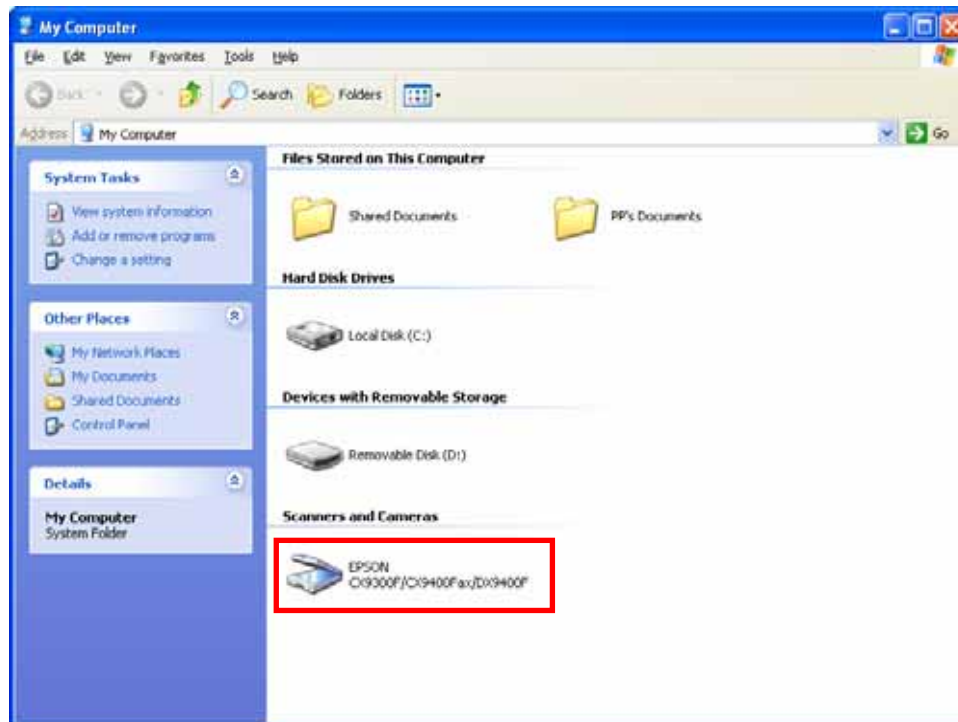 My Computer
File Edit View Favorites Tools Help
Back Search Folders
Address My Computer Go
System Tasks
View system information
Add or remove programs
Change a setting
Other Places
My Network Places
My Documents
Shared Documents
Control Panel
Details
My Computer
System Folder
Files Stored on This Computer
Shared Documents
PP's Documents
Hard Disk Drives
Local Disk (C:)
Devices with Removable Storage
Removable Disk (D:)
Scanners and Cameras
EPSON
CX9300F/CX9400Fax/DX9400F